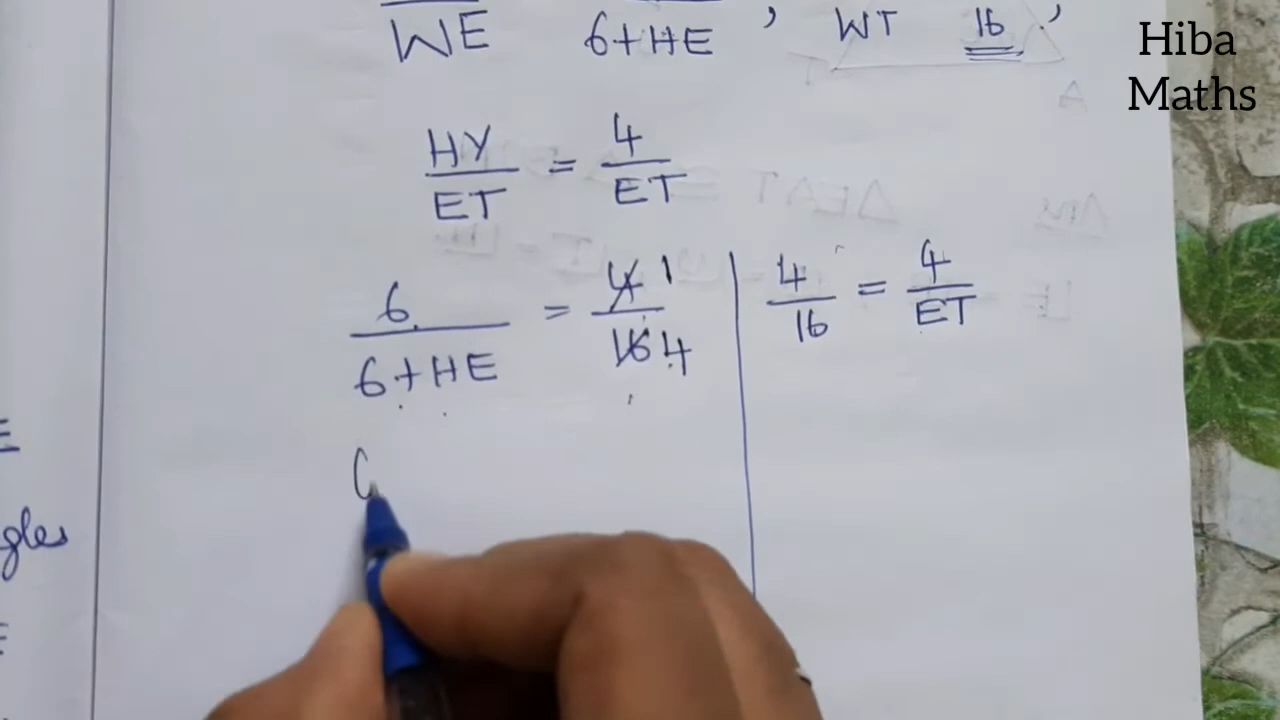 WE 6+HE , WT 16 ,
Hiba
Maths
HY/ET = 4/ET
6/6+HE = 4 1/16 4
4/16 = 4/ET
gles